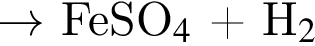 → FeSO₄ + H₂